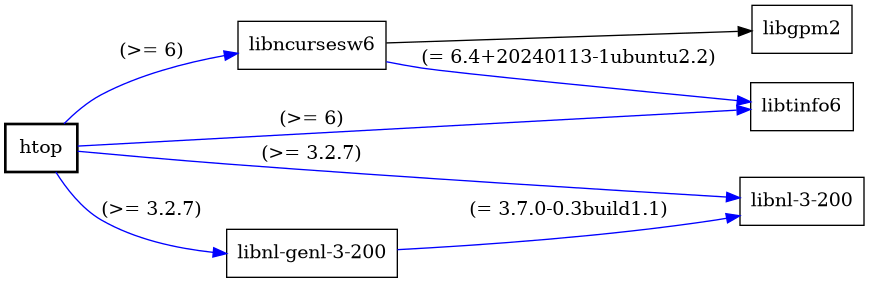 (>= 6)
libncursesw6
libgpm2
(= 6.4+20240113-1ubuntu2.2)
libtinfo6
(>= 6)
htop
(>= 3.2.7)
libnl-3-200
(>= 3.2.7)
(= 3.7.0-0.3build1.1)
libnl-genl-3-200